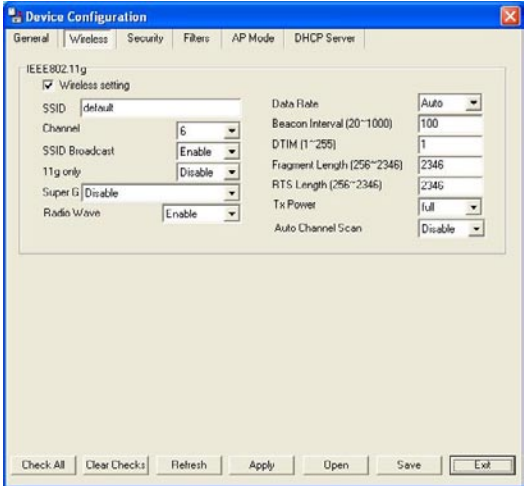 Device Configuration
General Wireless Security Filters AP Mode DHCP Server
IEEE802.11g
Wireless setting
SSID default
Channel 6
SSID Broadcast Enable
11g only Disable
Super G Disable
Radio Wave Enable
Data Rate Auto
Beacon Interval (20~1000) 100
DTIM (1~255) 1
Fragment Length (256~2346) 2346
RTS Length (256~2346) 2346
Tx Power full
Auto Channel Scan Disable
Check All Clear Checks Refresh Apply Open Save Exit